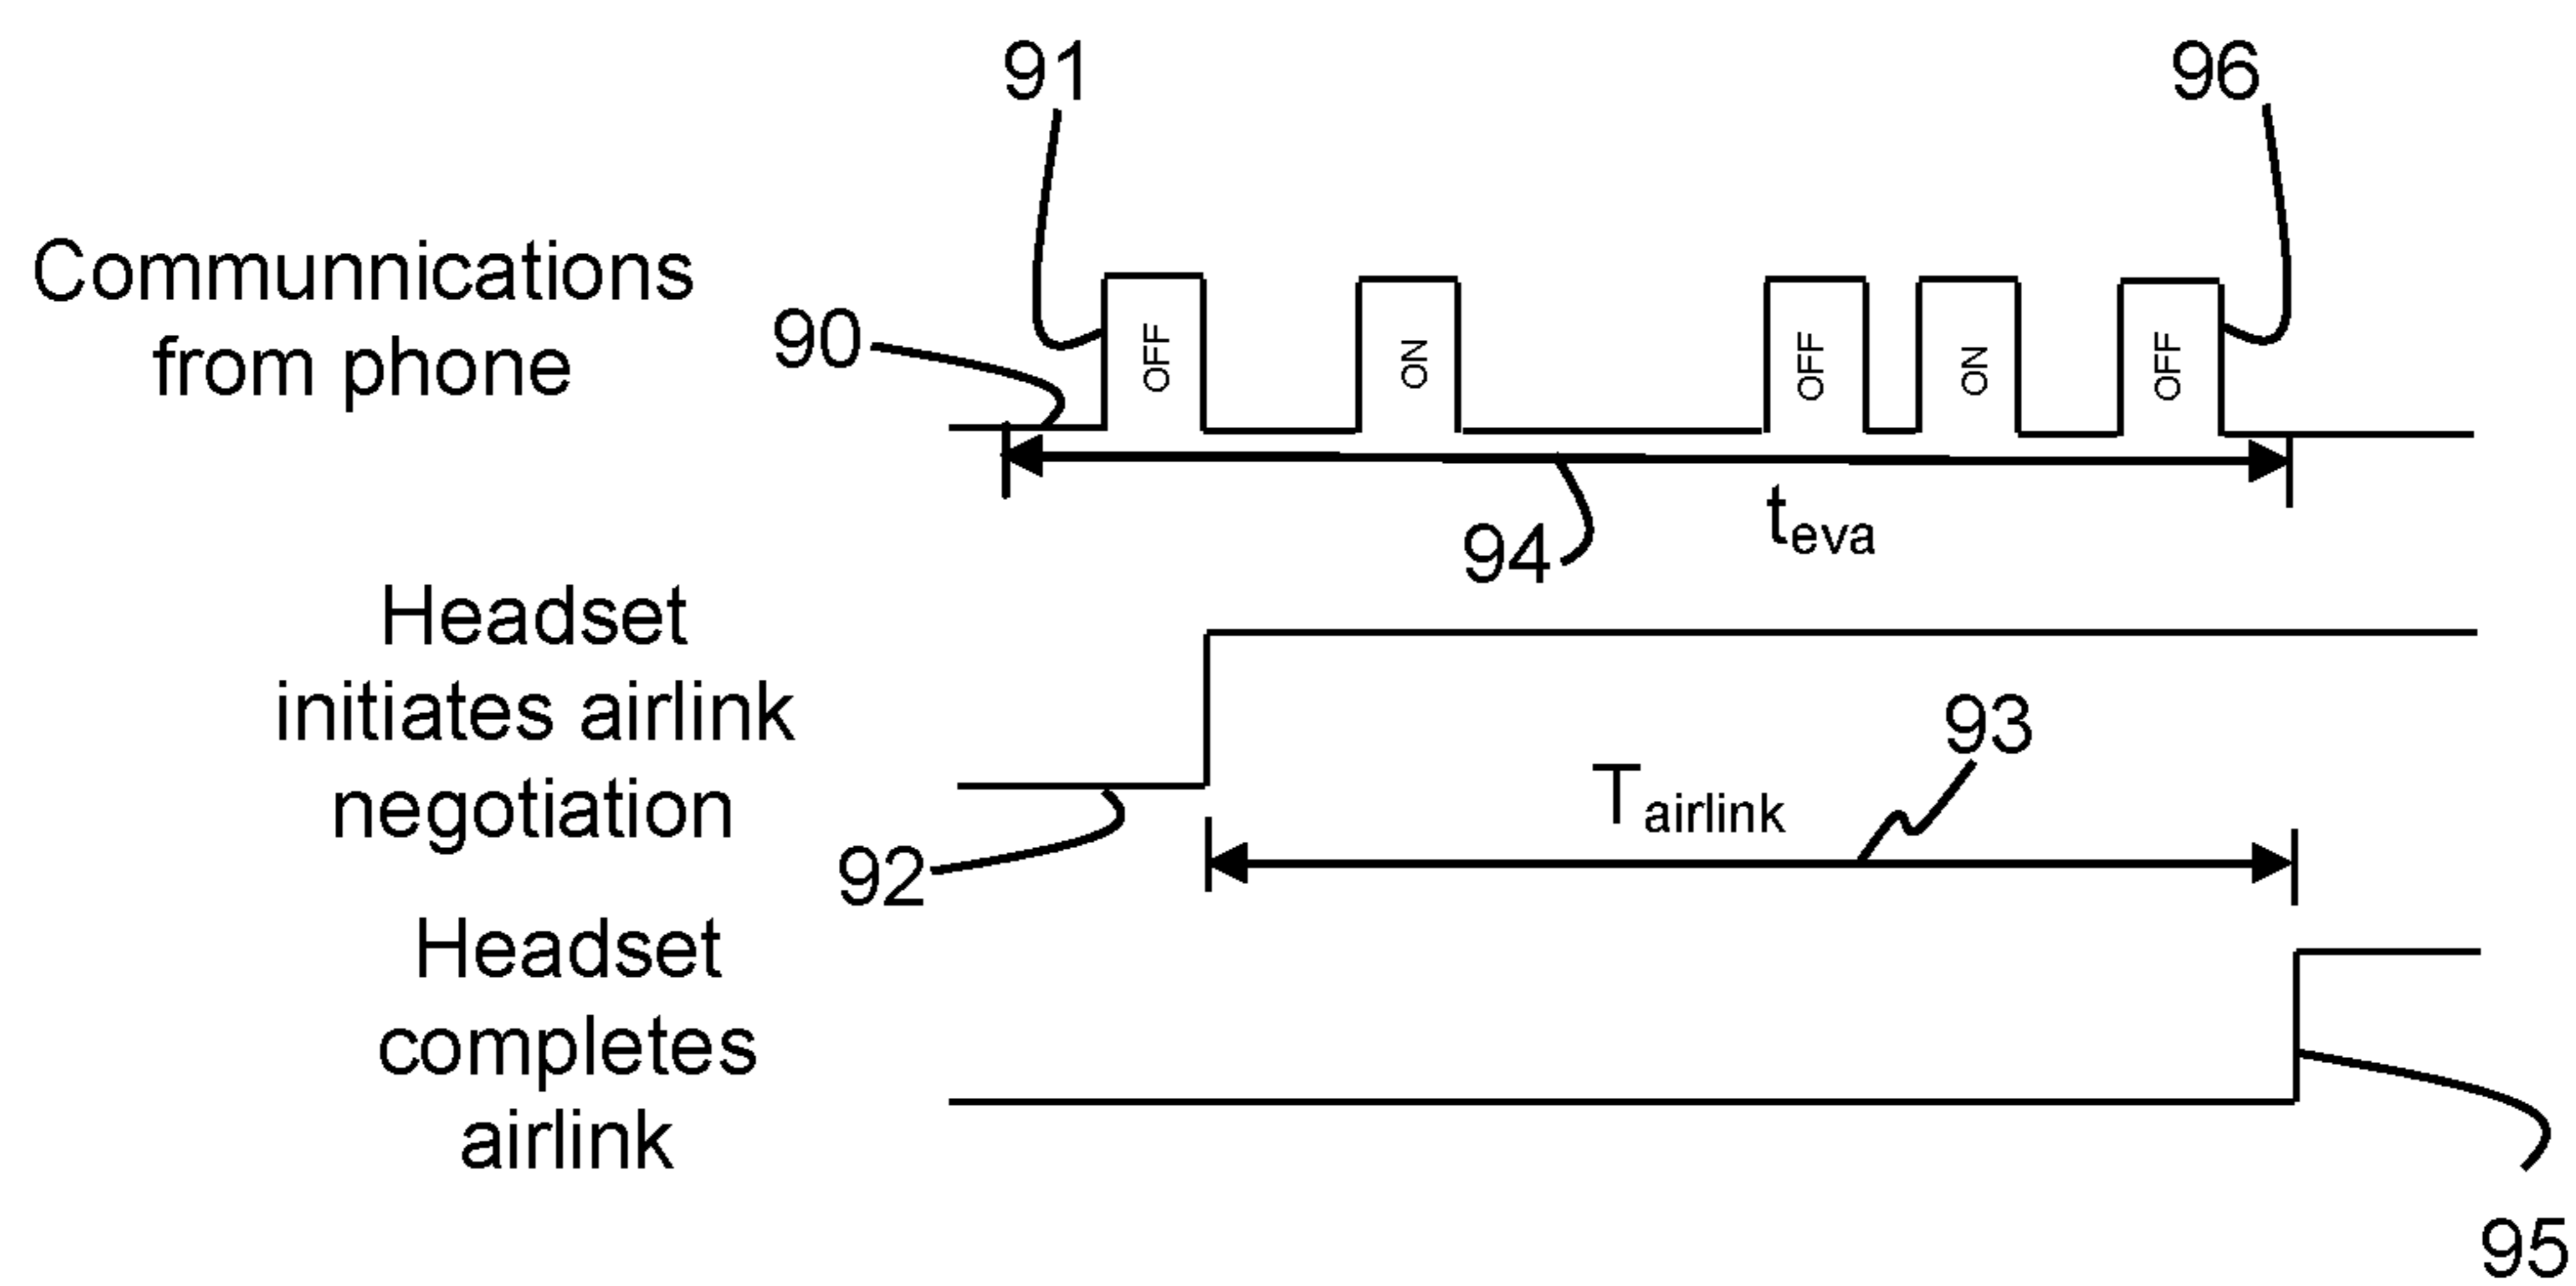 91
96
Communnications
from phone
90
OFF
ON
OFF
ON
OFF
94
teva
Headset
initiates airlink
negotiation
92
93
Tairlink
Headset
completes
airlink
95